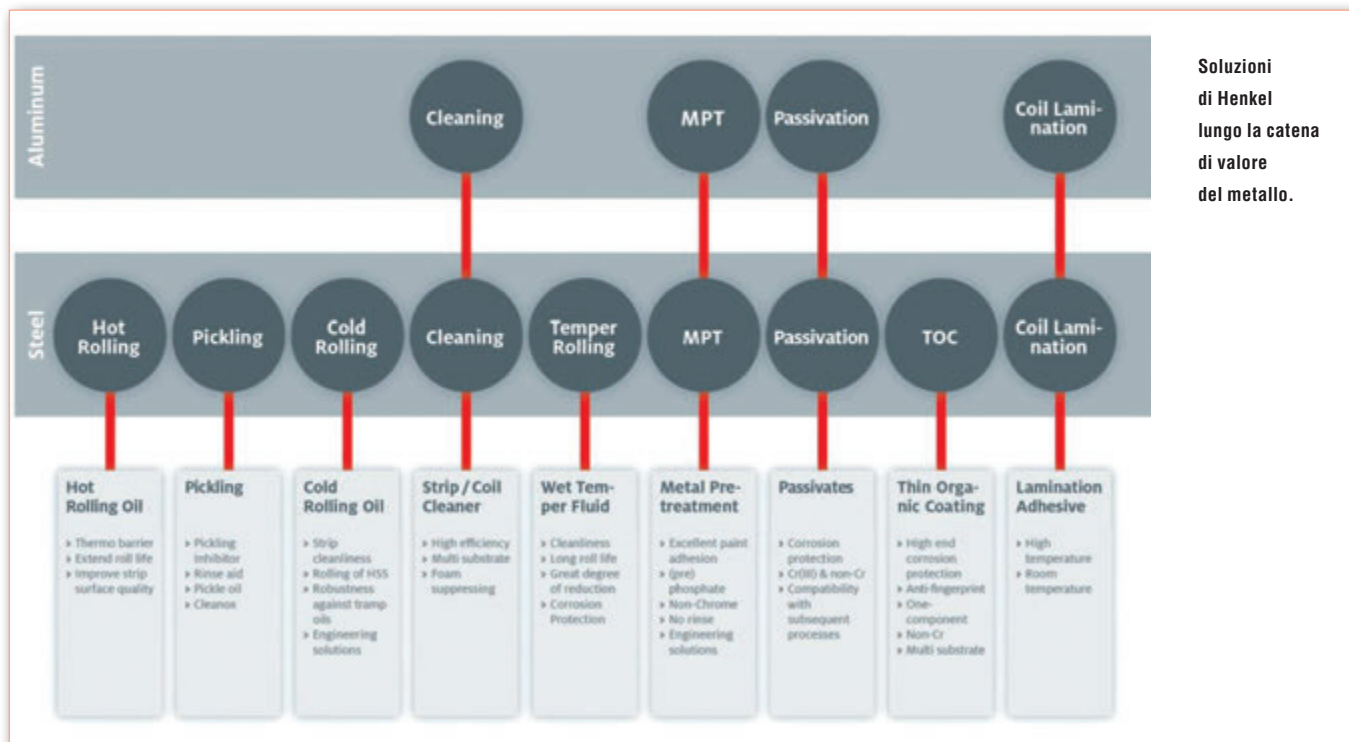 Soluzioni
di Henkel
lungo la catena
di valore
del metallo.
Aluminum
Cleaning
MPT
Passivation
Coil Lami-
nation
Steel
Hot
Rolling
Pickling
Cold
Rolling
Cleaning
Temper
Rolling
MPT
Passivation
TOC
Coil Lami-
nation
Hot
Rolling Oil
» Thermo barrier
» Extend roll life
» Improve strip
surface quality
Pickling
» Pickling
inhibitor
» Rinse aid
» Pickle oil
» Cleanox
Cold
Rolling Oil
» Strip
cleanliness
» Rolling of HSS
» Robustness
against tramp
oils
» Engineering
solutions
Strip / Coil
Cleaner
» High efficiency
» Multi substrate
» Foam
suppressing
Wet Tem-
per Fluid
» Cleanliness
» Long roll life
» Great degree
of reduction
» Corrosion
Protection
Metal Pre-
treatment
» Excellent paint
adhesion
» (pre)
phosphate
» Non-Chrome
» No rinse
» Engineering
solutions
Passivates
» Corrosion
protection
» Cr(III) & non-Cr
» Compatibility
with
subsequent
processes
Thin Orga-
nic Coating
» High end
corrosion
protection
» Anti-fingerprint
» One-
component
» Non-Cr
» Multi substrate
Lamination
Adhesive
» High
temperature
» Room
temperature